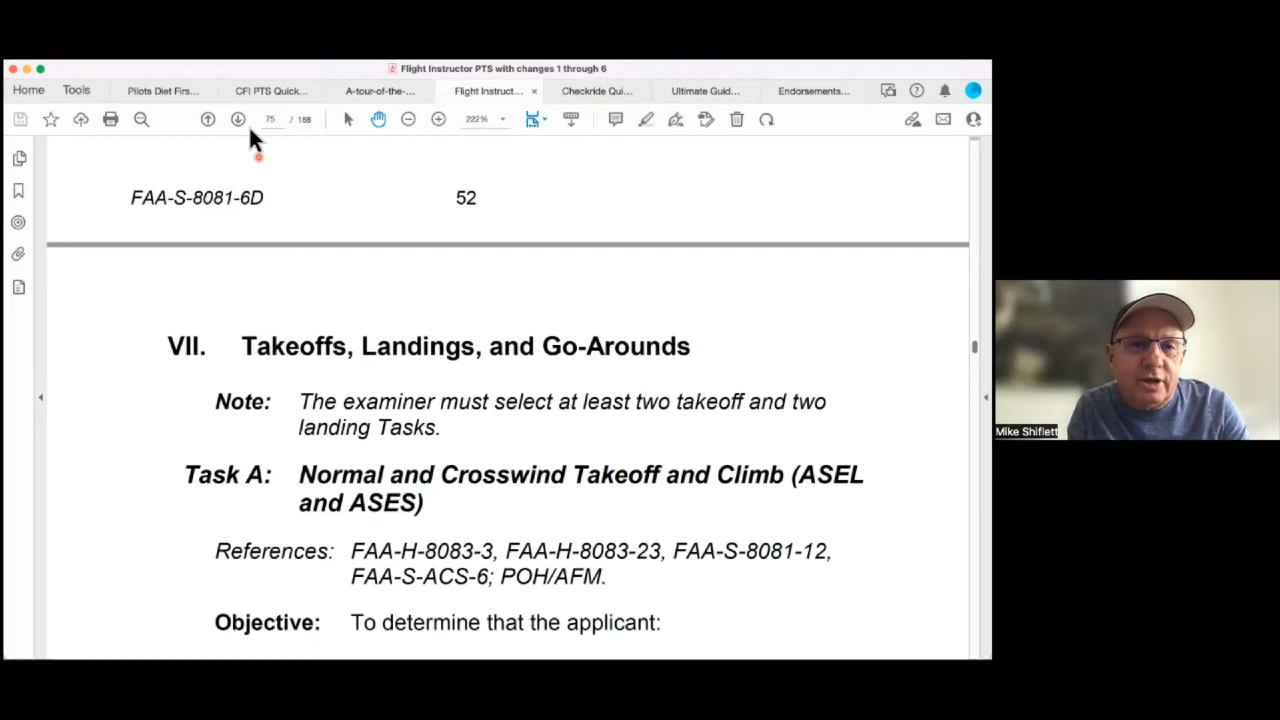 Flight Instructor PTS with changes 1 through 6
Home Tools Pilots Diet Firs... CFI PTS Quick... A-tour-of-the-... Flight Instruct... × Checkride Qui... Ultimate Guid... Endorsements...
75 / 188 222%
FAA-S-8081-6D 52
VII. Takeoffs, Landings, and Go-Arounds
Note: The examiner must select at least two takeoff and two
landing Tasks.
Task A: Normal and Crosswind Takeoff and Climb (ASEL
and ASES)
References: FAA-H-8083-3, FAA-H-8083-23, FAA-S-8081-12,
FAA-S-ACS-6; POH/AFM.
Objective: To determine that the applicant:
Mike Shiflett